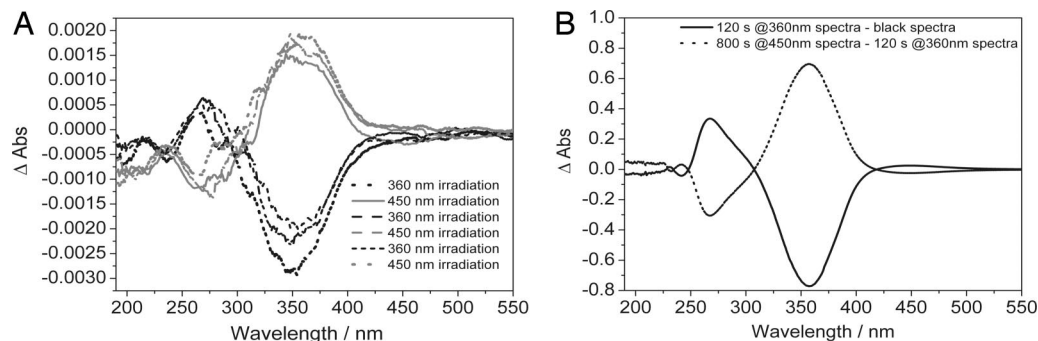 A
0.0020
0.0015
0.0010
0.0005
0.0000
-0.0005
-0.0010
-0.0015
-0.0020
-0.0025
-0.0030
Δ Abs
200 250 300 350 400 450 500 550
Wavelength / nm
360 nm irradiation
450 nm irradiation
360 nm irradiation
450 nm irradiation
360 nm irradiation
450 nm irradiation
B
1.0
0.8
0.6
0.4
0.2
0.0
-0.2
-0.4
-0.6
-0.8
Δ Abs
200 250 300 350 400 450 500 550
Wavelength / nm
120 s @360nm spectra - black spectra
800 s @450nm spectra - 120 s @360nm spectra